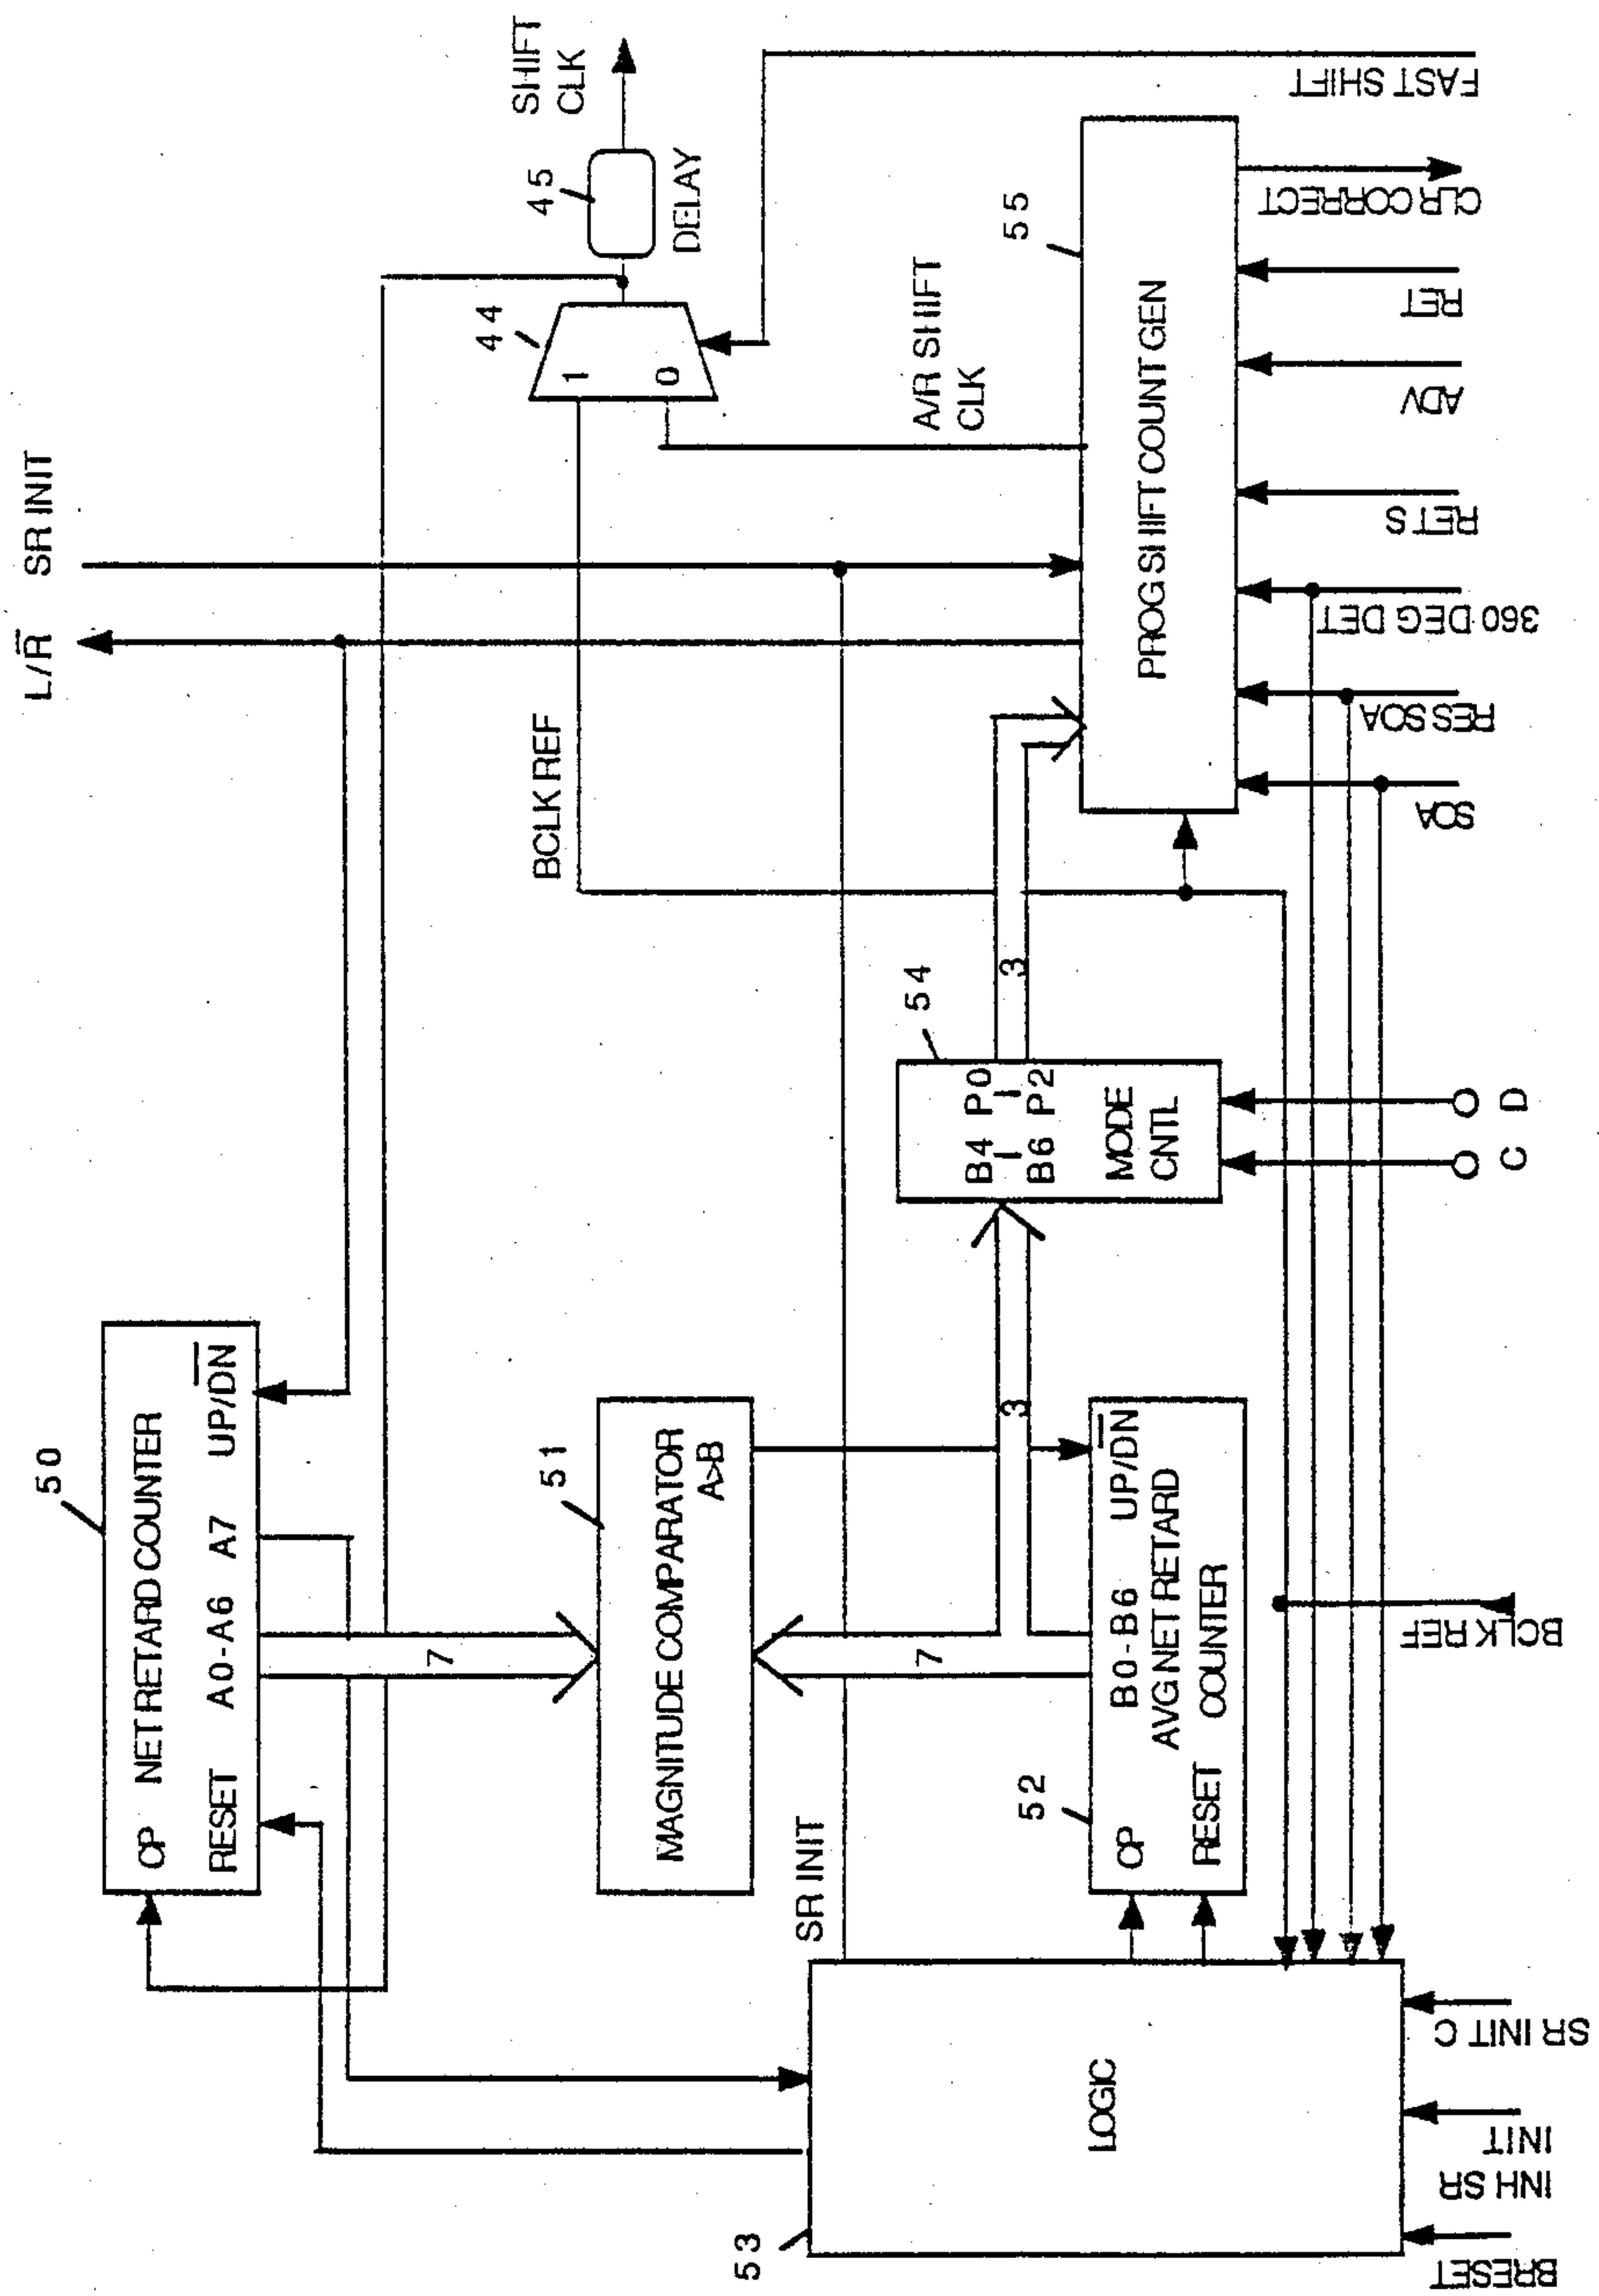 50
CP NET RETARD COUNTER
RESET A0-A6 A7 UP/D̅N̅
7
51
MAGNITUDE COMPARATOR
A>B
7
3
52
CP B0-B6 UP/D̅N̅
AVG NET RETARD
RESET COUNTER
SR INIT
53
LOGIC
BRESET
INH SR
INIT
SR INIT C
BCLK REF
54
B4 P0
B6 P2
MODE
CNTL
C
D
3
BCLK REF
L/R̅
SR INIT
44
1
0
45
DELAY
SHIFT
CLK
A/R SHIFT
CLK
55
PROG SHIFT COUNT GEN
SOA
RES SOA
360 DEG DET
RET S
ADV
RET
CLR CORRECT
FAST SHIFT